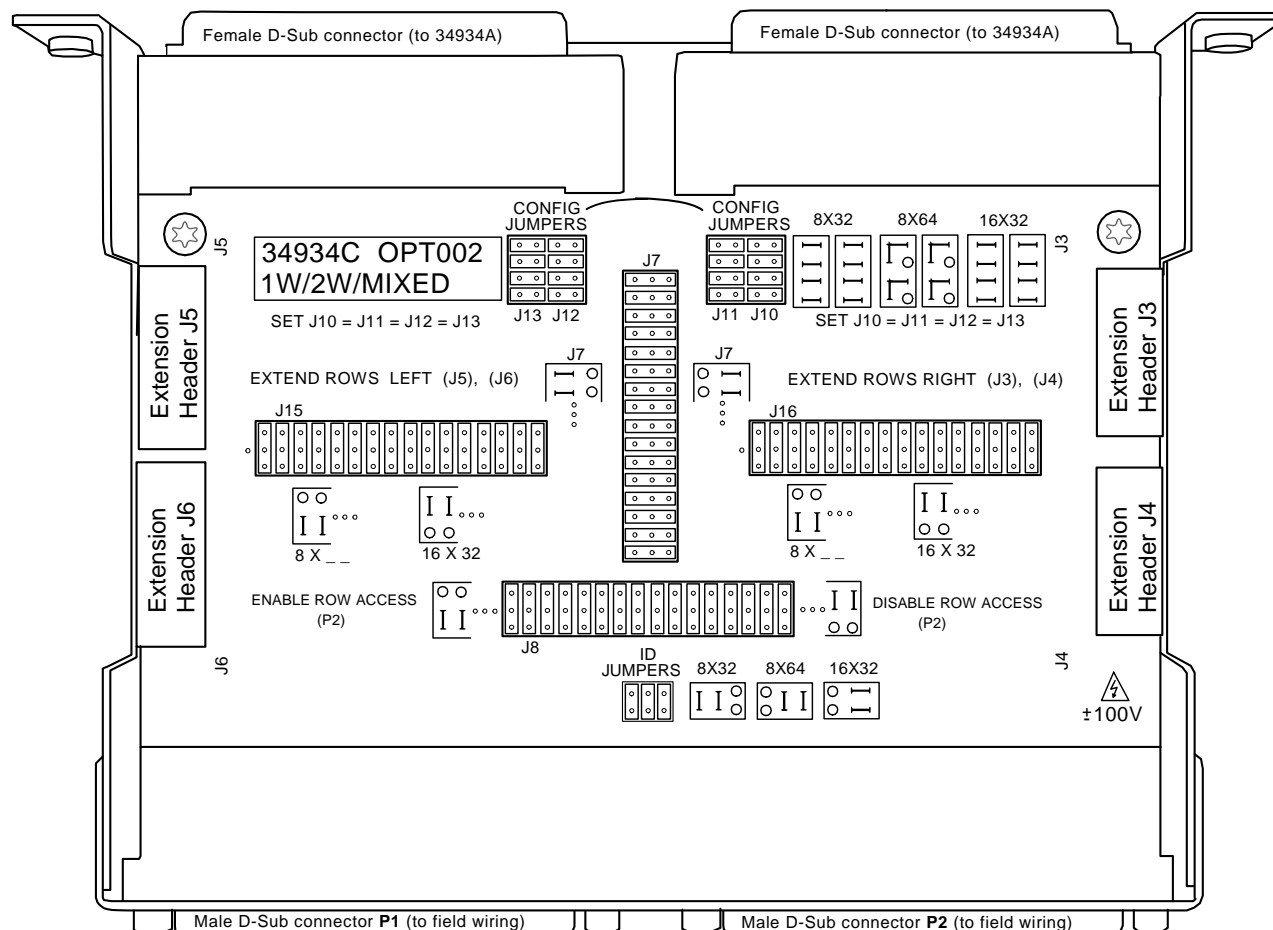 Female D-Sub connector (to 34934A)
Female D-Sub connector (to 34934A)
CONFIG
JUMPERS
CONFIG
JUMPERS
8X32
8X64
16X32
J5
J3
34934C OPT002
1W/2W/MIXED
J7
J13 J12
J11 J10
SET J10 = J11 = J12 = J13
SET J10 = J11 = J12 = J13
Extension
Header J5
Extension
Header J3
J7
J7
EXTEND ROWS LEFT (J5), (J6)
EXTEND ROWS RIGHT (J3), (J4)
J15
J16
Extension
Header J6
Extension
Header J4
8 X _ _
16 X 32
8 X _ _
16 X 32
ENABLE ROW ACCESS
(P2)
DISABLE ROW ACCESS
(P2)
J8
J6
J4
ID
JUMPERS
8X32
8X64
16X32
±100V
Male D-Sub connector P1 (to field wiring)
Male D-Sub connector P2 (to field wiring)